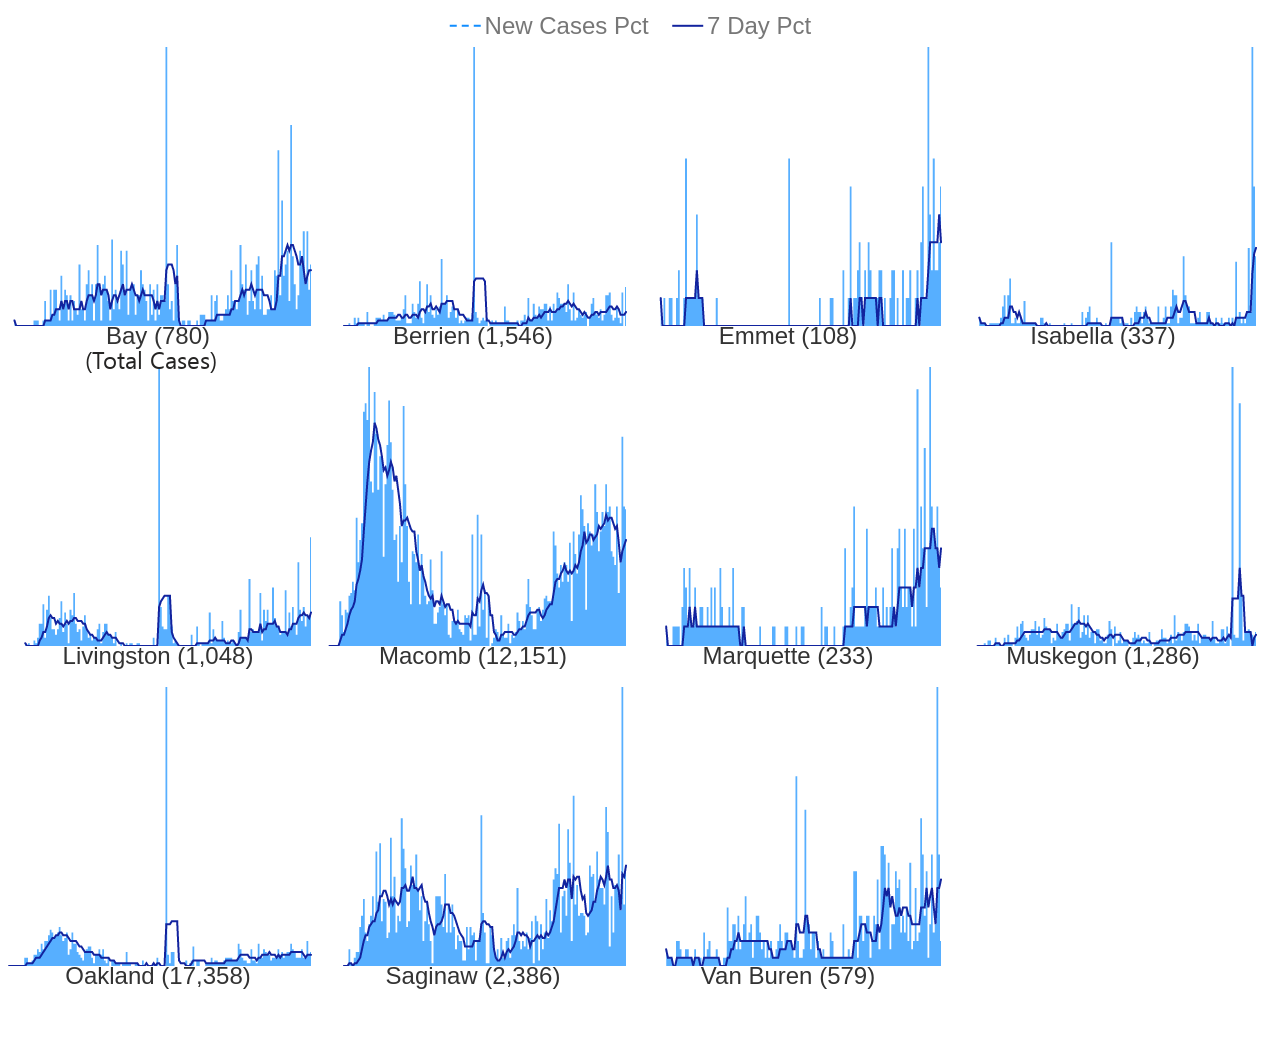 New Cases Pct 7 Day Pct
Bay (780) Berrien (1,546) Emmet (108) Isabella (337)
(Total Cases)
Livingston (1,048) Macomb (12,151) Marquette (233) Muskegon (1,286)
Oakland (17,358) Saginaw (2,386) Van Buren (579)